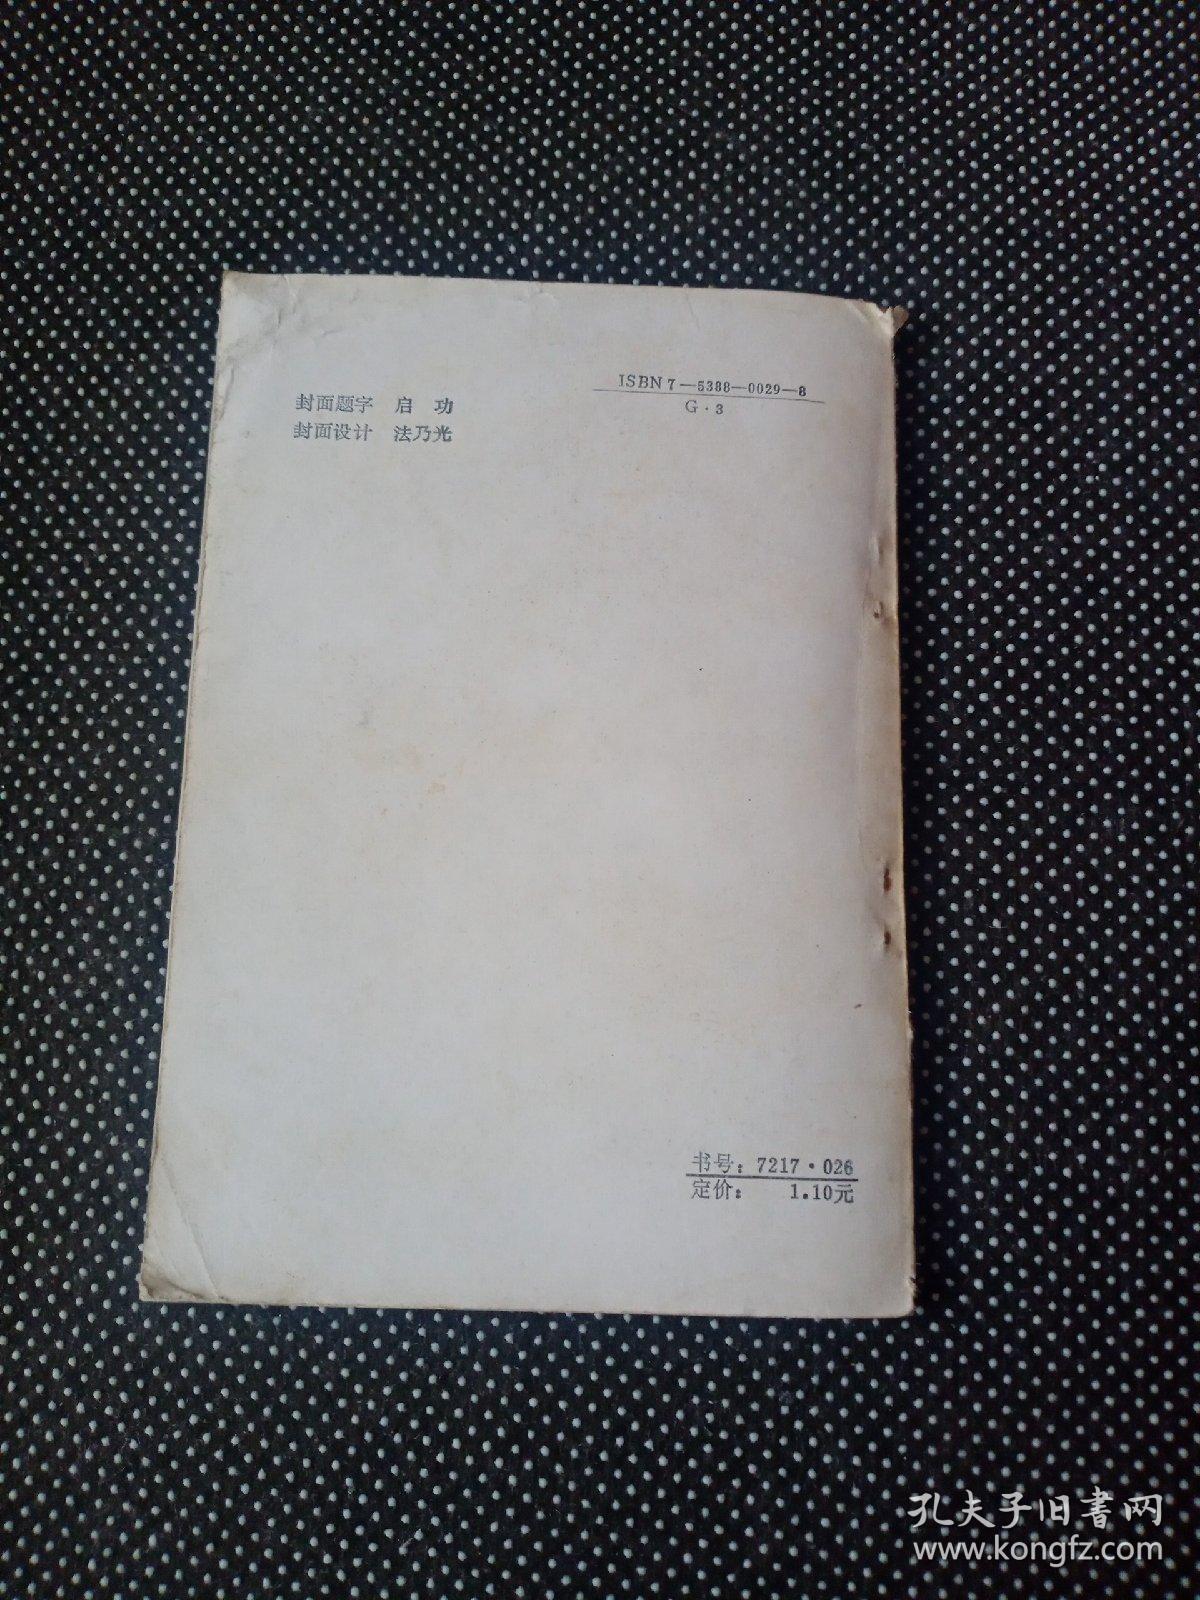 封面题字 启 功
封面设计 法乃光
ISBN 7—5388—0029—8
G·3
书号：7217·026
定价： 1.10元
孔夫子旧書网
www.kongfz.com